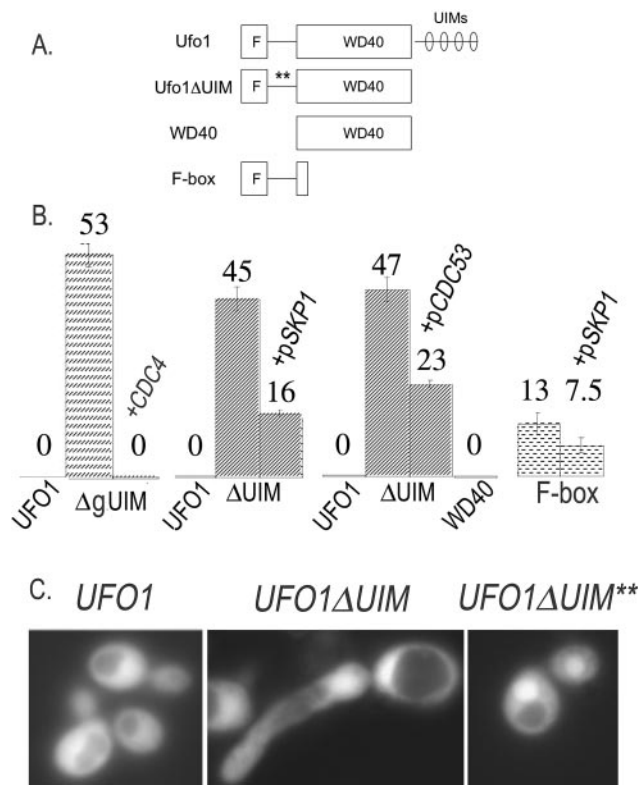 A.
UIMs
Ufo1 F WD40
**
Ufo1ΔUIM F WD40
WD40 WD40
F-box F
B.
53
45
+pSKP1
47
+pCDC53
+pSKP1
+CDC4
16
23
13 7.5
0 0 0 0 0
UFO1 ΔgUIM UFO1 ΔUIM UFO1 ΔUIM WD40 F-box
C. UFO1 UFO1ΔUIM UFO1ΔUIM**